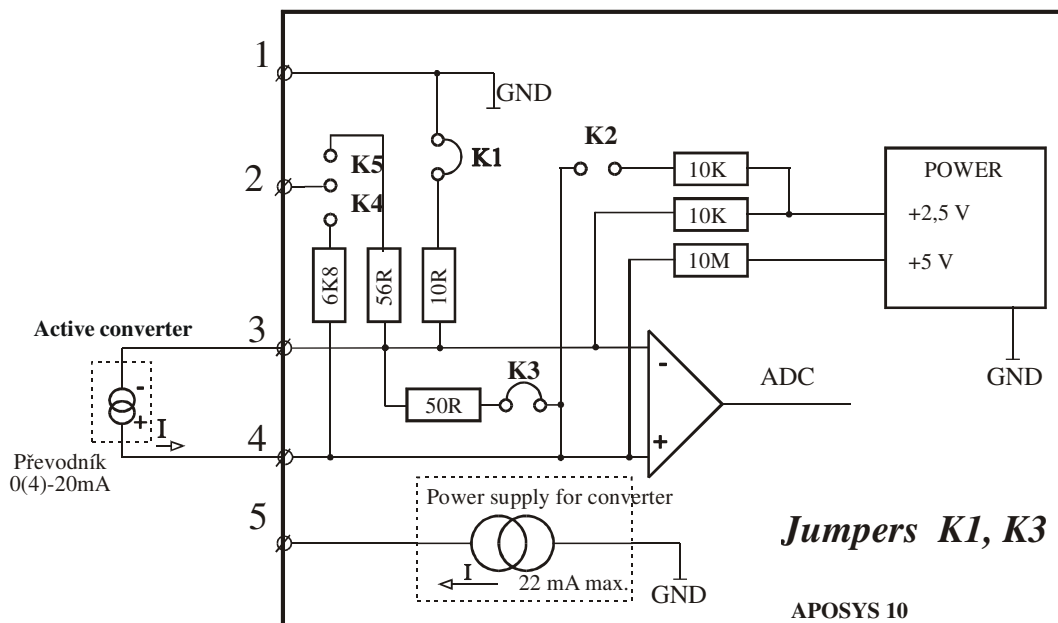 1
GND
K2
K5
K1
10K
POWER
2
K4
10K
+2,5 V
10M
+5 V
6K8
56R
10R
Active converter
3
K3
-
ADC
GND
-
50R
+
I
4
+
Převodník
0(4)-20mA
Power supply for converter
5
Jumpers K1, K3
I
22 mA max.
GND
APOSYS 10